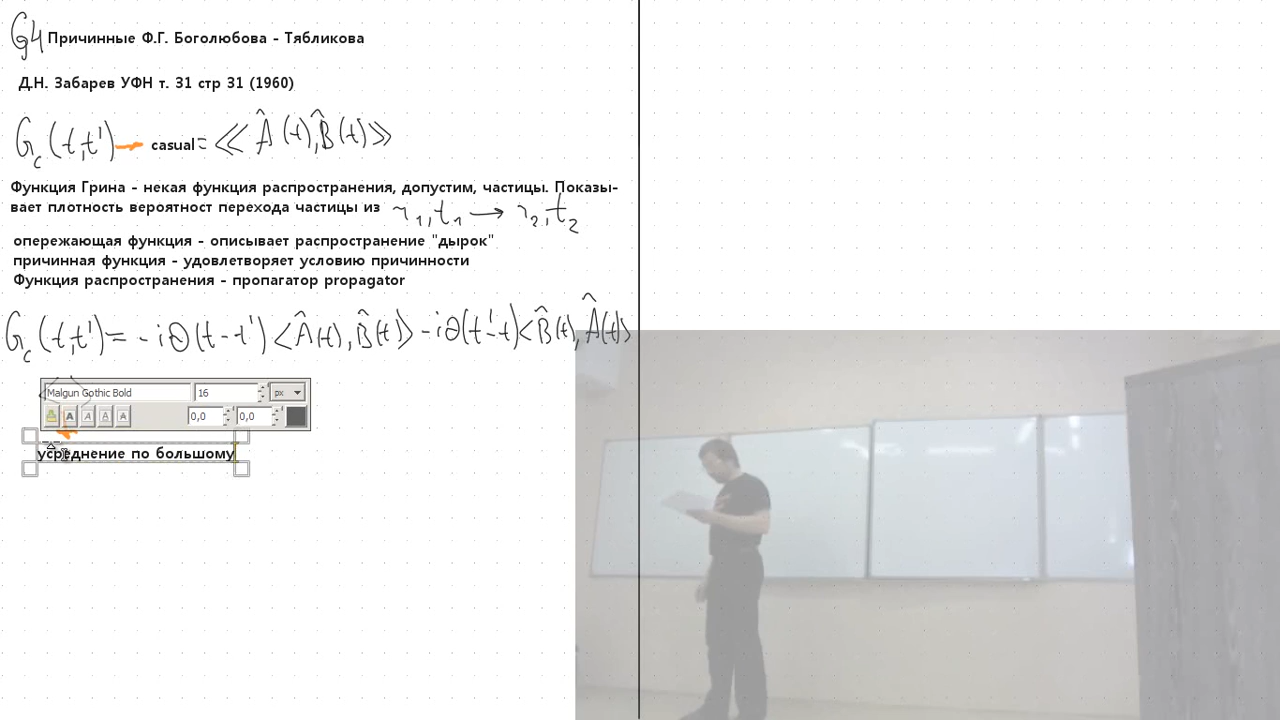 §4 Причинные Ф.Г. Боголюбова - Тябликова
Д.Н. Забарев УФН т. 31 стр 31 (1960)
G_c(t,t') casual = ≪Â(t),B̂(t)≫
Функция Грина - некая функция распространения, допустим, частицы. Показы-
вает плотность вероятност перехода частицы из r₁,t₁ → r₂,t₂
опережающая функция - описывает распространение "дырок"
причинная функция - удовлетворяет условию причинности
Функция распространения - пропагатор propagator
G_c(t,t') = -iΘ(t-t')<Â(t),B̂(t)≫ -iΘ(t'-t)<B̂(t),Â(t)>
Malgun Gothic Bold 16 px
0,0 0,0
усреднение по большому